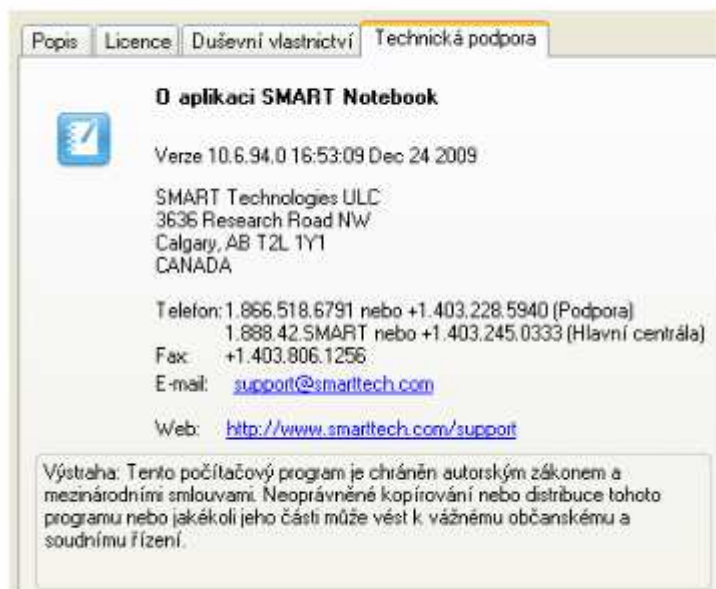 Popis Licence Duševní vlastnictví Technická podpora
O aplikaci SMART Notebook
Verze 10.6.94.0 16:53:09 Dec 24 2009
SMART Technologies ULC
3636 Research Road NW
Calgary, AB T2L 1Y1
CANADA
Telefon: 1.866.518.6791 nebo +1.403.228.5940 (Podpora)
1.888.42.SMART nebo +1.403.245.0333 (Hlavní centrála)
Fax: +1.403.806.1256
E-mail: support@smarttech.com
Web: http://www.smarttech.com/support
Výstraha: Tento počítačový program je chráněn autorským zákonem a
mezinárodními smlouvami. Neoprávněné kopírování nebo distribuce tohoto
programu nebo jakékoli jeho části může vést k vážnému občanskému a
soudnímu řízení.